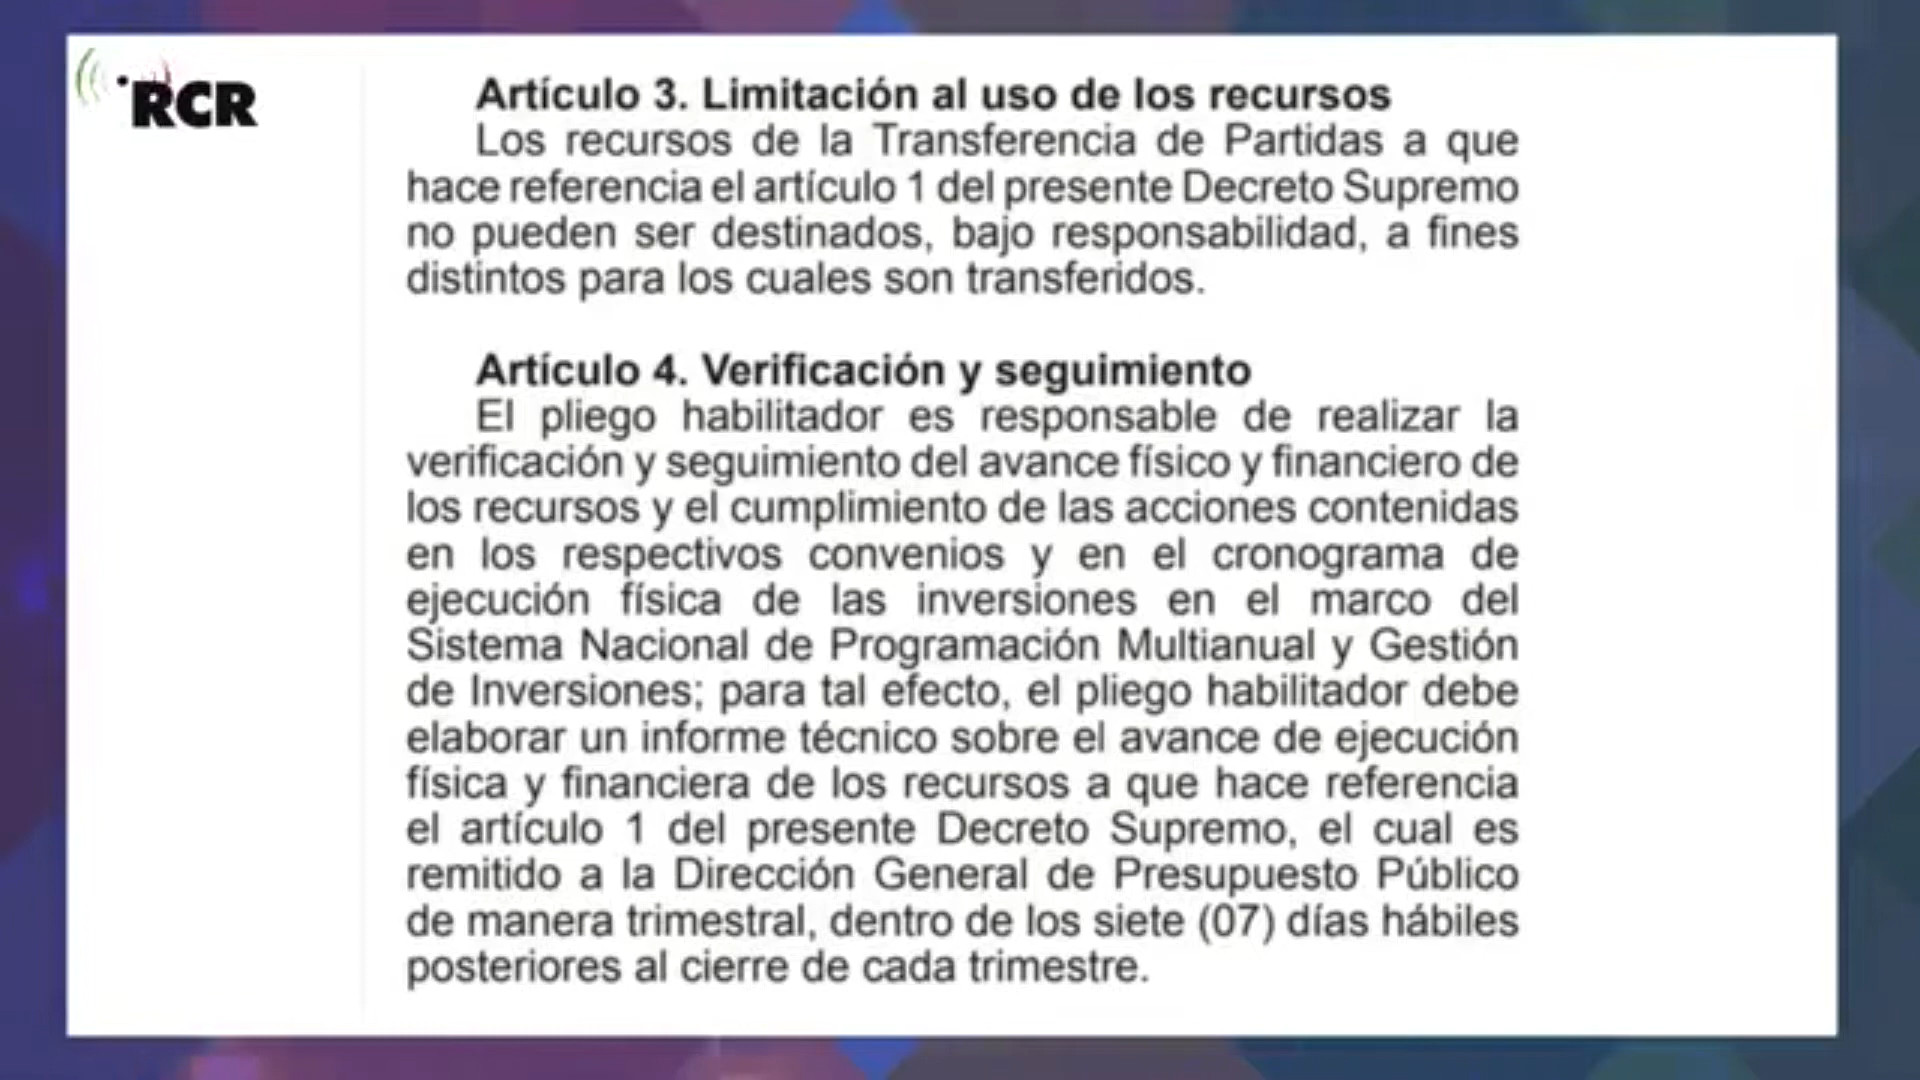 RCR
Artículo 3. Limitación al uso de los recursos
Los recursos de la Transferencia de Partidas a que
hace referencia el artículo 1 del presente Decreto Supremo
no pueden ser destinados, bajo responsabilidad, a fines
distintos para los cuales son transferidos.
Artículo 4. Verificación y seguimiento
El pliego habilitador es responsable de realizar la
verificación y seguimiento del avance físico y financiero de
los recursos y el cumplimiento de las acciones contenidas
en los respectivos convenios y en el cronograma de
ejecución física de las inversiones en el marco del
Sistema Nacional de Programación Multianual y Gestión
de Inversiones; para tal efecto, el pliego habilitador debe
elaborar un informe técnico sobre el avance de ejecución
física y financiera de los recursos a que hace referencia
el artículo 1 del presente Decreto Supremo, el cual es
remitido a la Dirección General de Presupuesto Público
de manera trimestral, dentro de los siete (07) días hábiles
posteriores al cierre de cada trimestre.